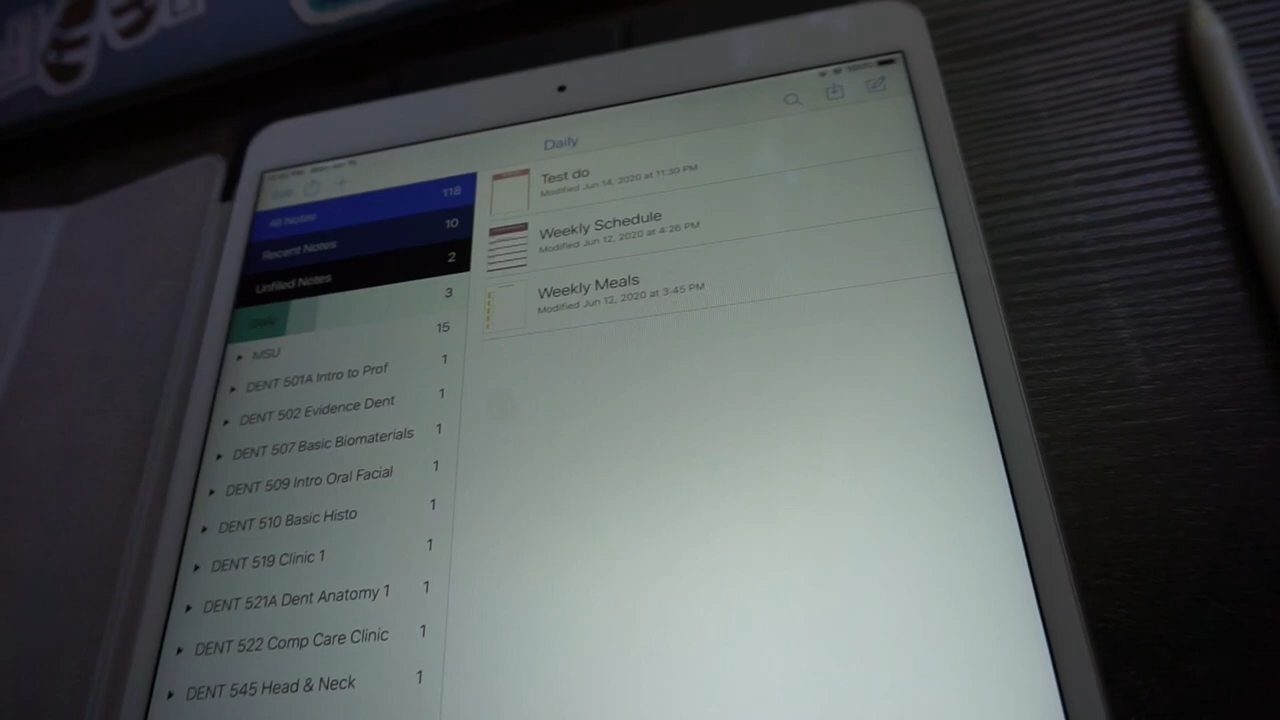 Daily
Edit
All Notes 118
Recent Notes 10
Unfiled Notes 2
Daily 3
MSU 15
DENT 501A Intro to Prof 1
DENT 502 Evidence Dent 1
DENT 507 Basic Biomaterials 1
DENT 509 Intro Oral Facial 1
DENT 510 Basic Histo 1
DENT 519 Clinic 1 1
DENT 521A Dent Anatomy 1 1
DENT 522 Comp Care Clinic 1
DENT 545 Head & Neck 1
Test do
Modified Jun 14, 2020 at 11:30 PM
Weekly Schedule
Modified Jun 12, 2020 at 4:26 PM
Weekly Meals
Modified Jun 12, 2020 at 3:45 PM